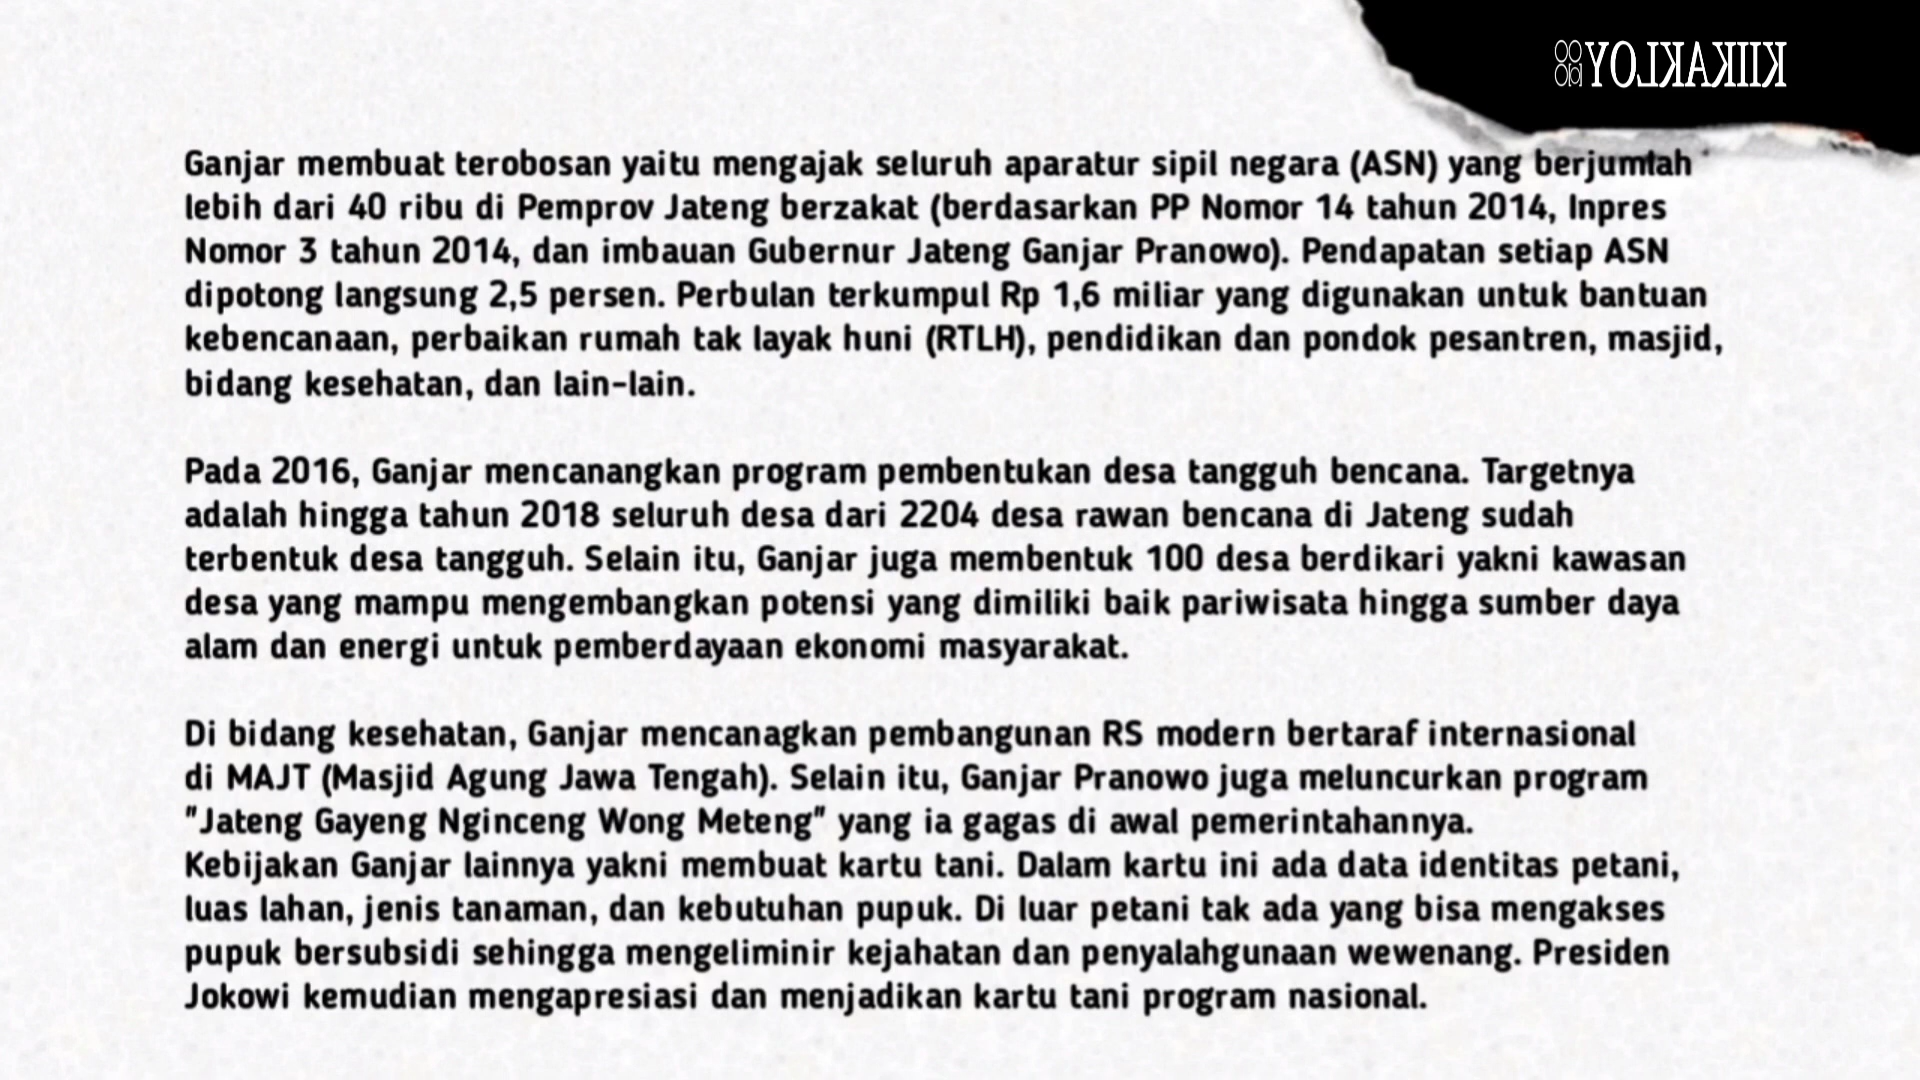 YOLKAKIIK
Ganjar membuat terobosan yaitu mengajak seluruh aparatur sipil negara (ASN) yang berjumlah
lebih dari 40 ribu di Pemprov Jateng berzakat (berdasarkan PP Nomor 14 tahun 2014, Inpres
Nomor 3 tahun 2014, dan imbauan Gubernur Jateng Ganjar Pranowo). Pendapatan setiap ASN
dipotong langsung 2,5 persen. Perbulan terkumpul Rp 1,6 miliar yang digunakan untuk bantuan
kebencanaan, perbaikan rumah tak layak huni (RTLH), pendidikan dan pondok pesantren, masjid,
bidang kesehatan, dan lain-lain.
Pada 2016, Ganjar mencanangkan program pembentukan desa tangguh bencana. Targetnya
adalah hingga tahun 2018 seluruh desa dari 2204 desa rawan bencana di Jateng sudah
terbentuk desa tangguh. Selain itu, Ganjar juga membentuk 100 desa berdikari yakni kawasan
desa yang mampu mengembangkan potensi yang dimiliki baik pariwisata hingga sumber daya
alam dan energi untuk pemberdayaan ekonomi masyarakat.
Di bidang kesehatan, Ganjar mencanagkan pembangunan RS modern bertaraf internasional
di MAJT (Masjid Agung Jawa Tengah). Selain itu, Ganjar Pranowo juga meluncurkan program
"Jateng Gayeng Nginceng Wong Meteng" yang ia gagas di awal pemerintahannya.
Kebijakan Ganjar lainnya yakni membuat kartu tani. Dalam kartu ini ada data identitas petani,
luas lahan, jenis tanaman, dan kebutuhan pupuk. Di luar petani tak ada yang bisa mengakses
pupuk bersubsidi sehingga mengeliminir kejahatan dan penyalahgunaan wewenang. Presiden
Jokowi kemudian mengapresiasi dan menjadikan kartu tani program nasional.